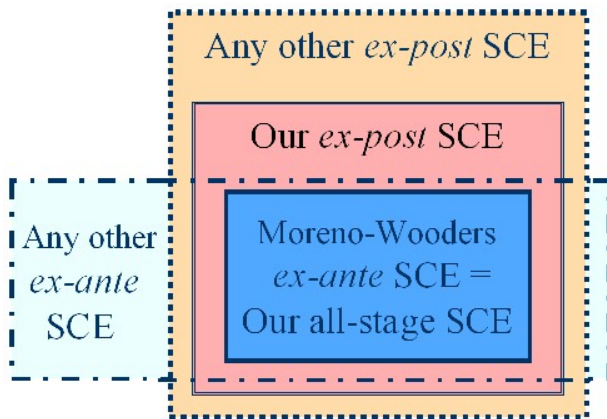 Any other ex-post SCE
Our ex-post SCE
Any other
ex-ante
SCE
Moreno-Wooders
ex-ante SCE =
Our all-stage SCE